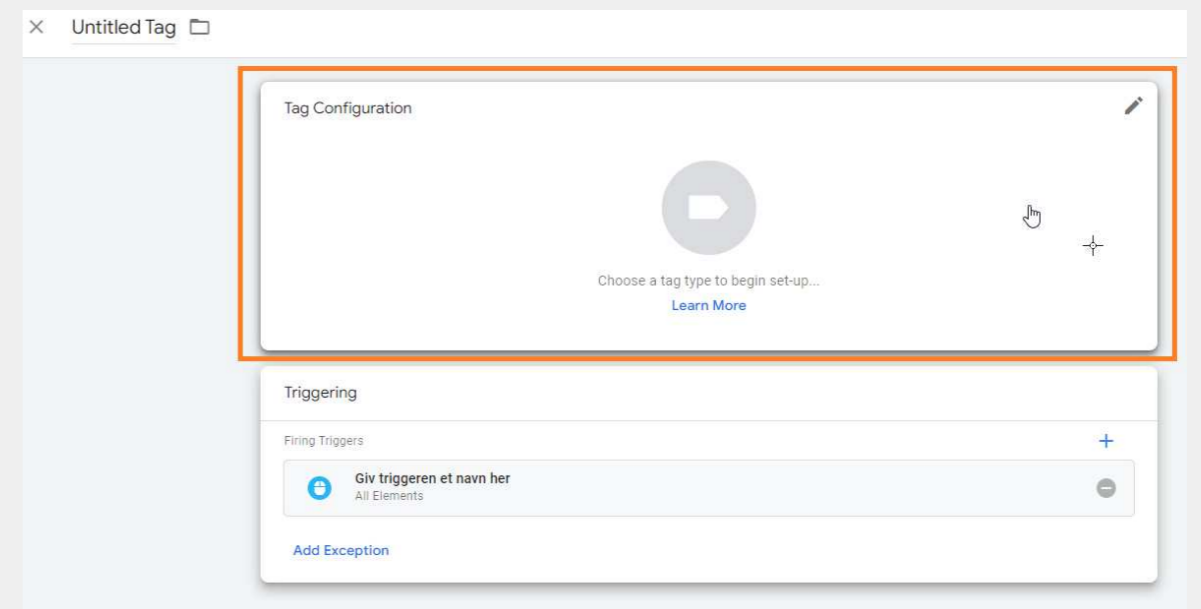 Untitled Tag
Tag Configuration
Choose a tag type to begin set-up...
Learn More
Triggering
Firing Triggers
Giv triggeren et navn her
All Elements
Add Exception